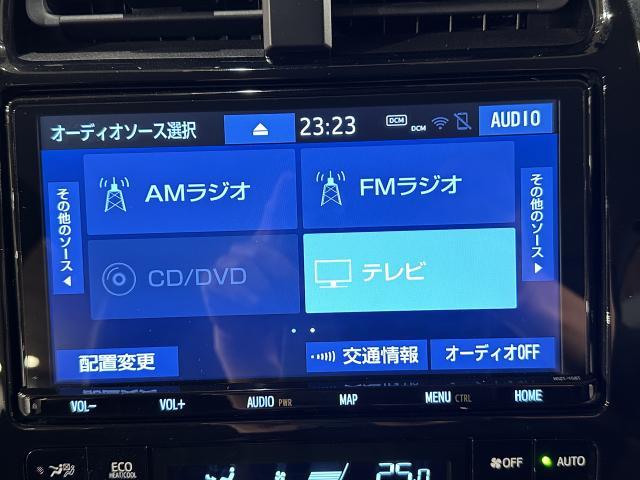 オーディオソース選択
23:23
DCM
DCM
AUDIO
その他のソース
AMラジオ
FMラジオ
その他のソース
CD/DVD
テレビ
配置変更
交通情報
オーディオOFF
VOL-
VOL+
AUDIO PWR
MAP
MENU CTRL
HOME
ECO
HEAT/COOL
25.0
OFF
AUTO